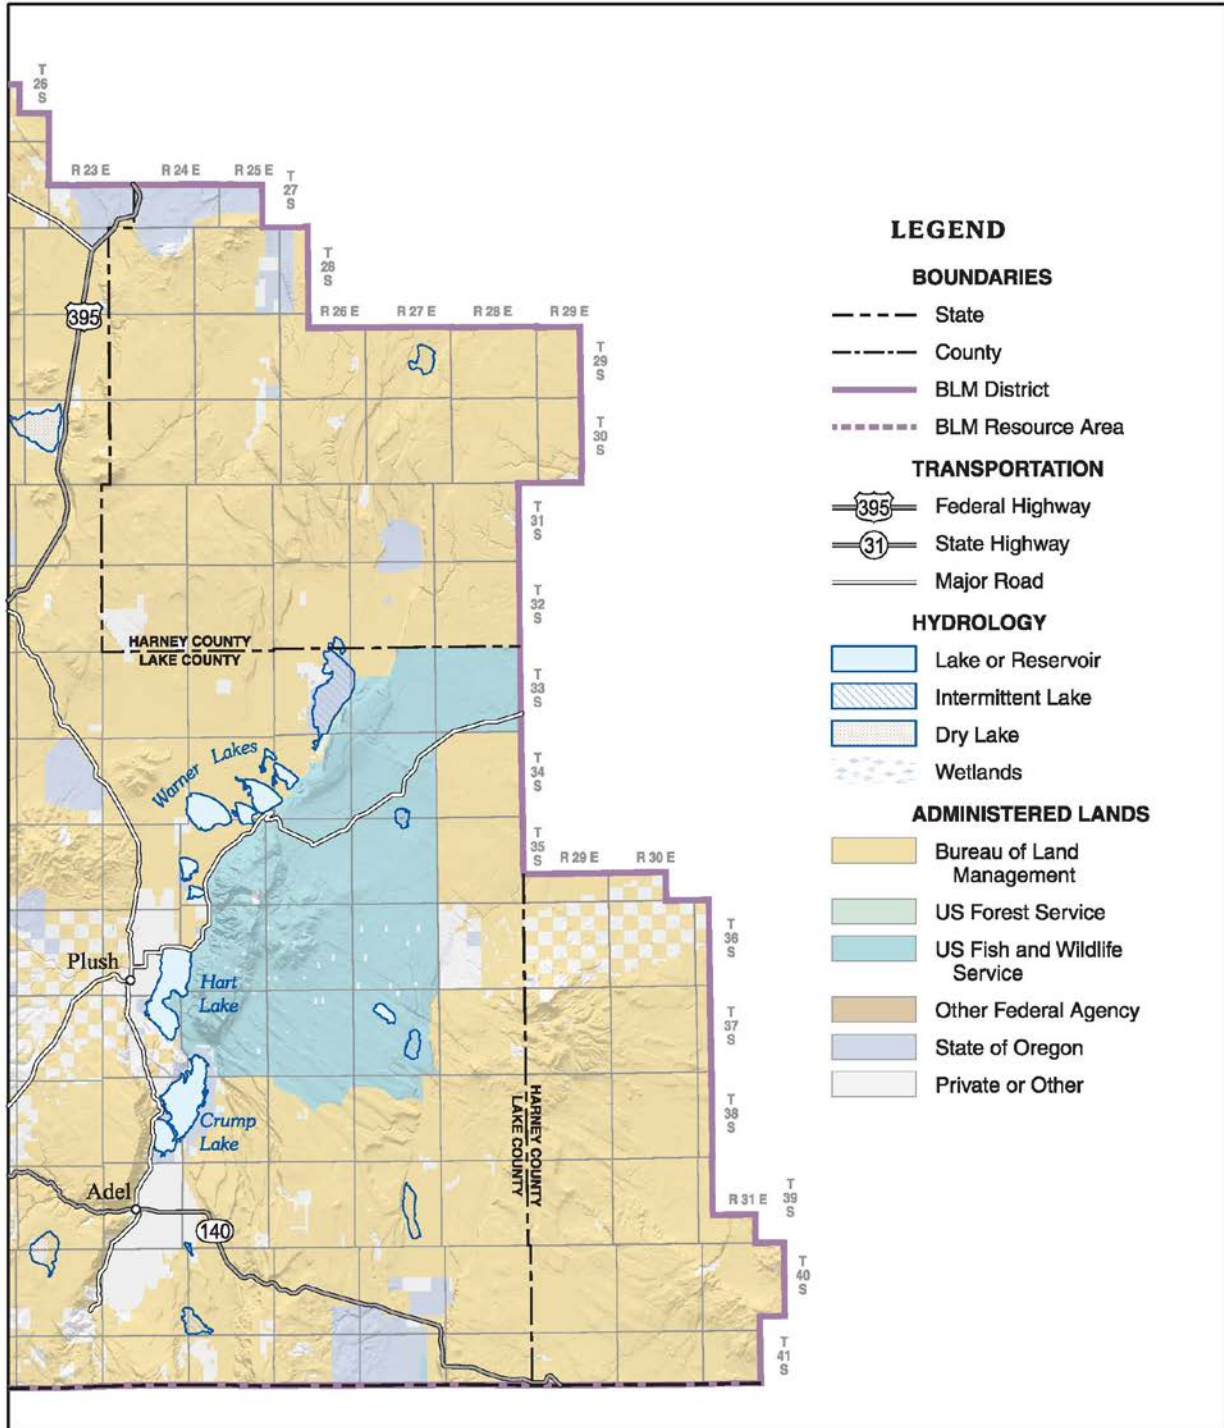 T
26
S
R 23 E
R 24 E
R 25 E
T
27
S
T
28
S
395
R 26 E
R 27 E
R 28 E
R 29 E
T
29
S
T
30
S
T
31
S
T
32
S
HARNEY COUNTY
LAKE COUNTY
T
33
S
Warner Lakes
T
34
S
T
35
S
R 29 E
R 30 E
T
36
S
Plush
Hart
Lake
T
37
S
HARNEY COUNTY
LAKE COUNTY
T
38
S
Crump
Lake
Adel
140
R 31 E
T
39
S
T
40
S
T
41
S
LEGEND
BOUNDARIES
State
County
BLM District
BLM Resource Area
TRANSPORTATION
395
Federal Highway
31
State Highway
Major Road
HYDROLOGY
Lake or Reservoir
Intermittent Lake
Dry Lake
Wetlands
ADMINISTERED LANDS
Bureau of Land
Management
US Forest Service
US Fish and Wildlife
Service
Other Federal Agency
State of Oregon
Private or Other